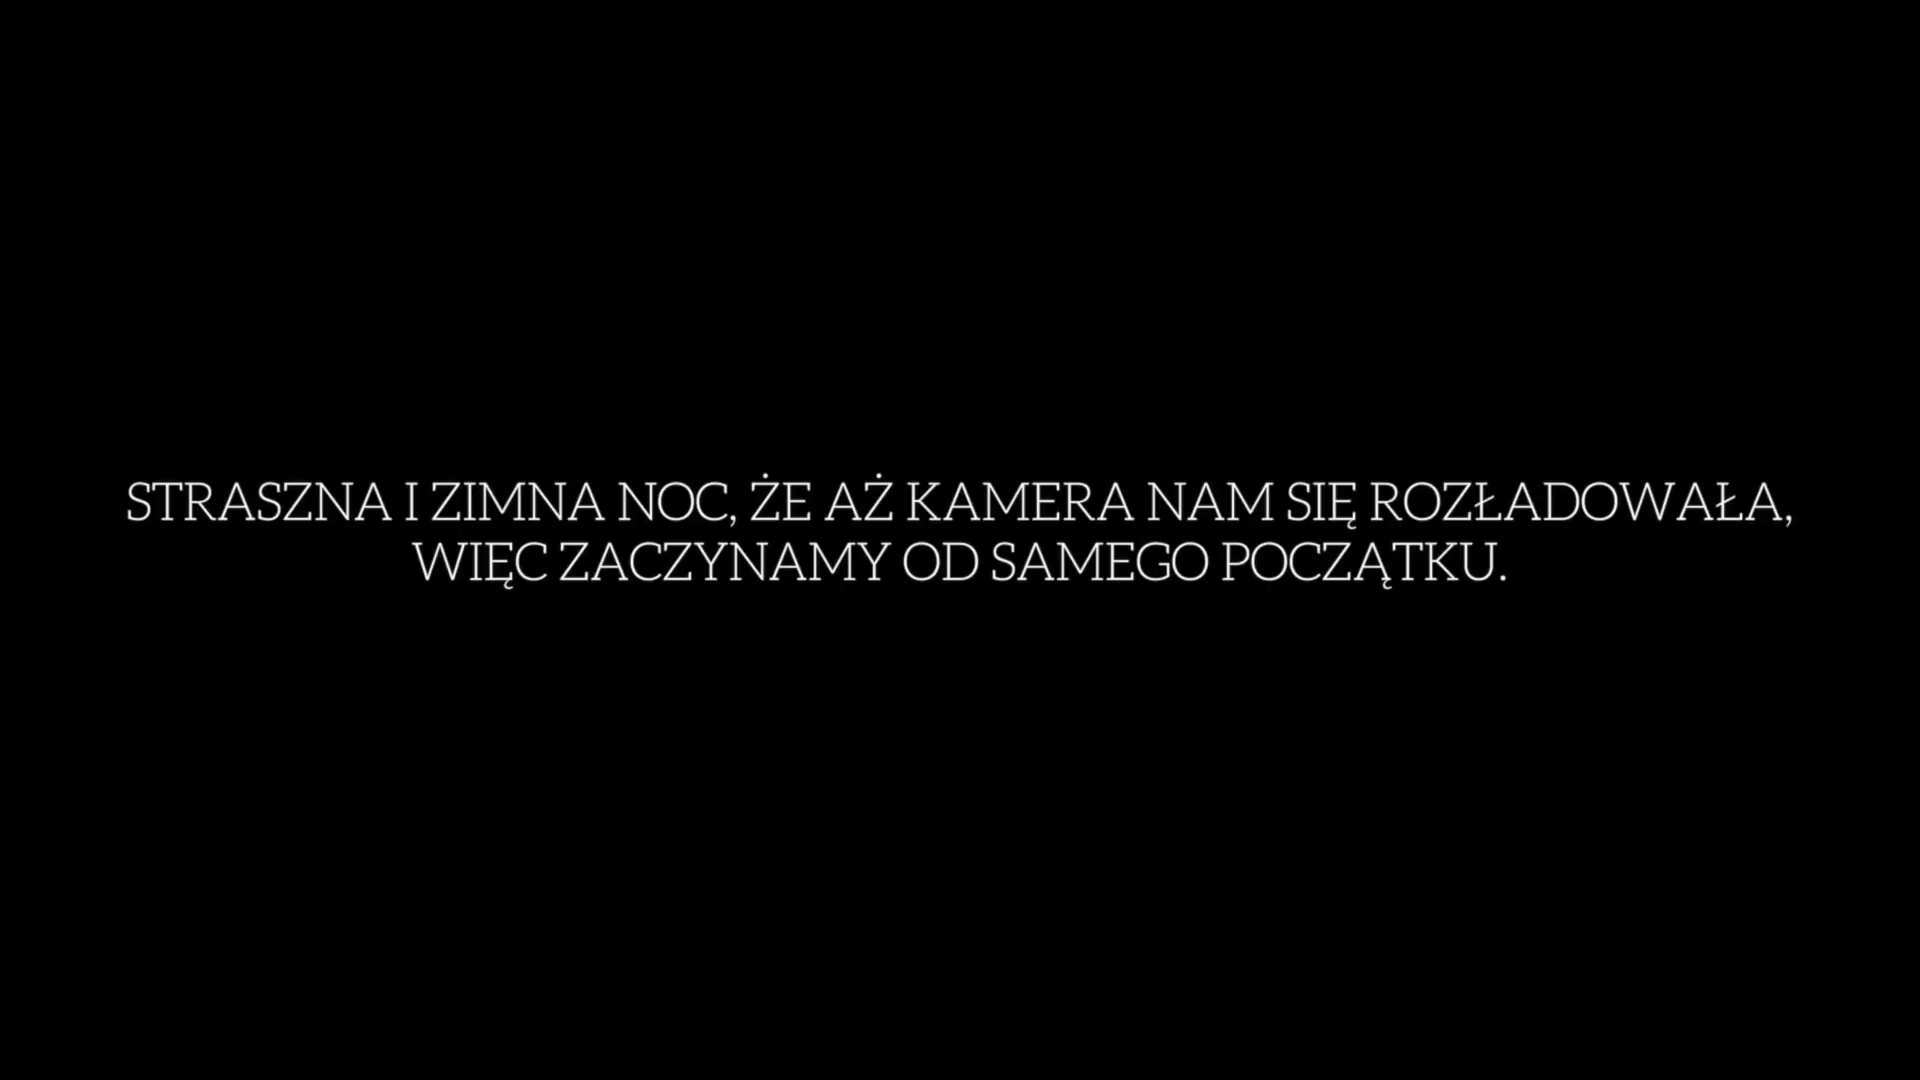 STRASZNA I ZIMNA NOC, ŻE AŻ KAMERA NAM SIĘ ROZŁADOWAŁA,
WIĘC ZACZYNAMY OD SAMEGO POCZĄTKU.